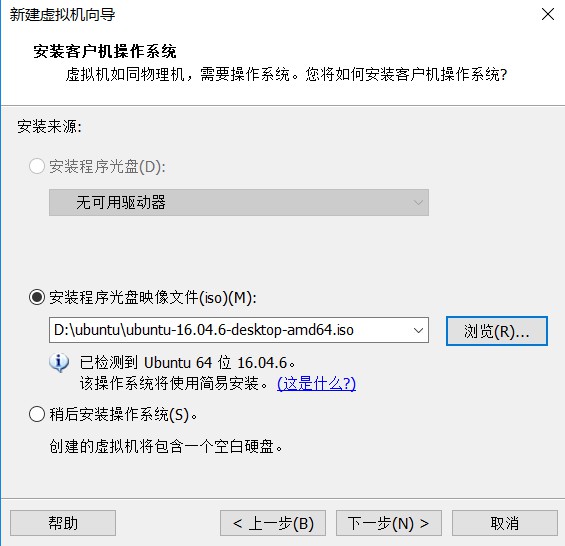 新建虚拟机向导
安装客户机操作系统
虚拟机如同物理机，需要操作系统。您将如何安装客户机操作系统?
安装来源:
安装程序光盘(D):
无可用驱动器
安装程序光盘映像文件(iso)(M):
D:\ubuntu\ubuntu-16.04.6-desktop-amd64.iso
浏览(R)...
已检测到 Ubuntu 64 位 16.04.6。
该操作系统将使用简易安装。(这是什么?)
稍后安装操作系统(S)。
创建的虚拟机将包含一个空白硬盘。
帮助
< 上一步(B)
下一步(N) >
取消